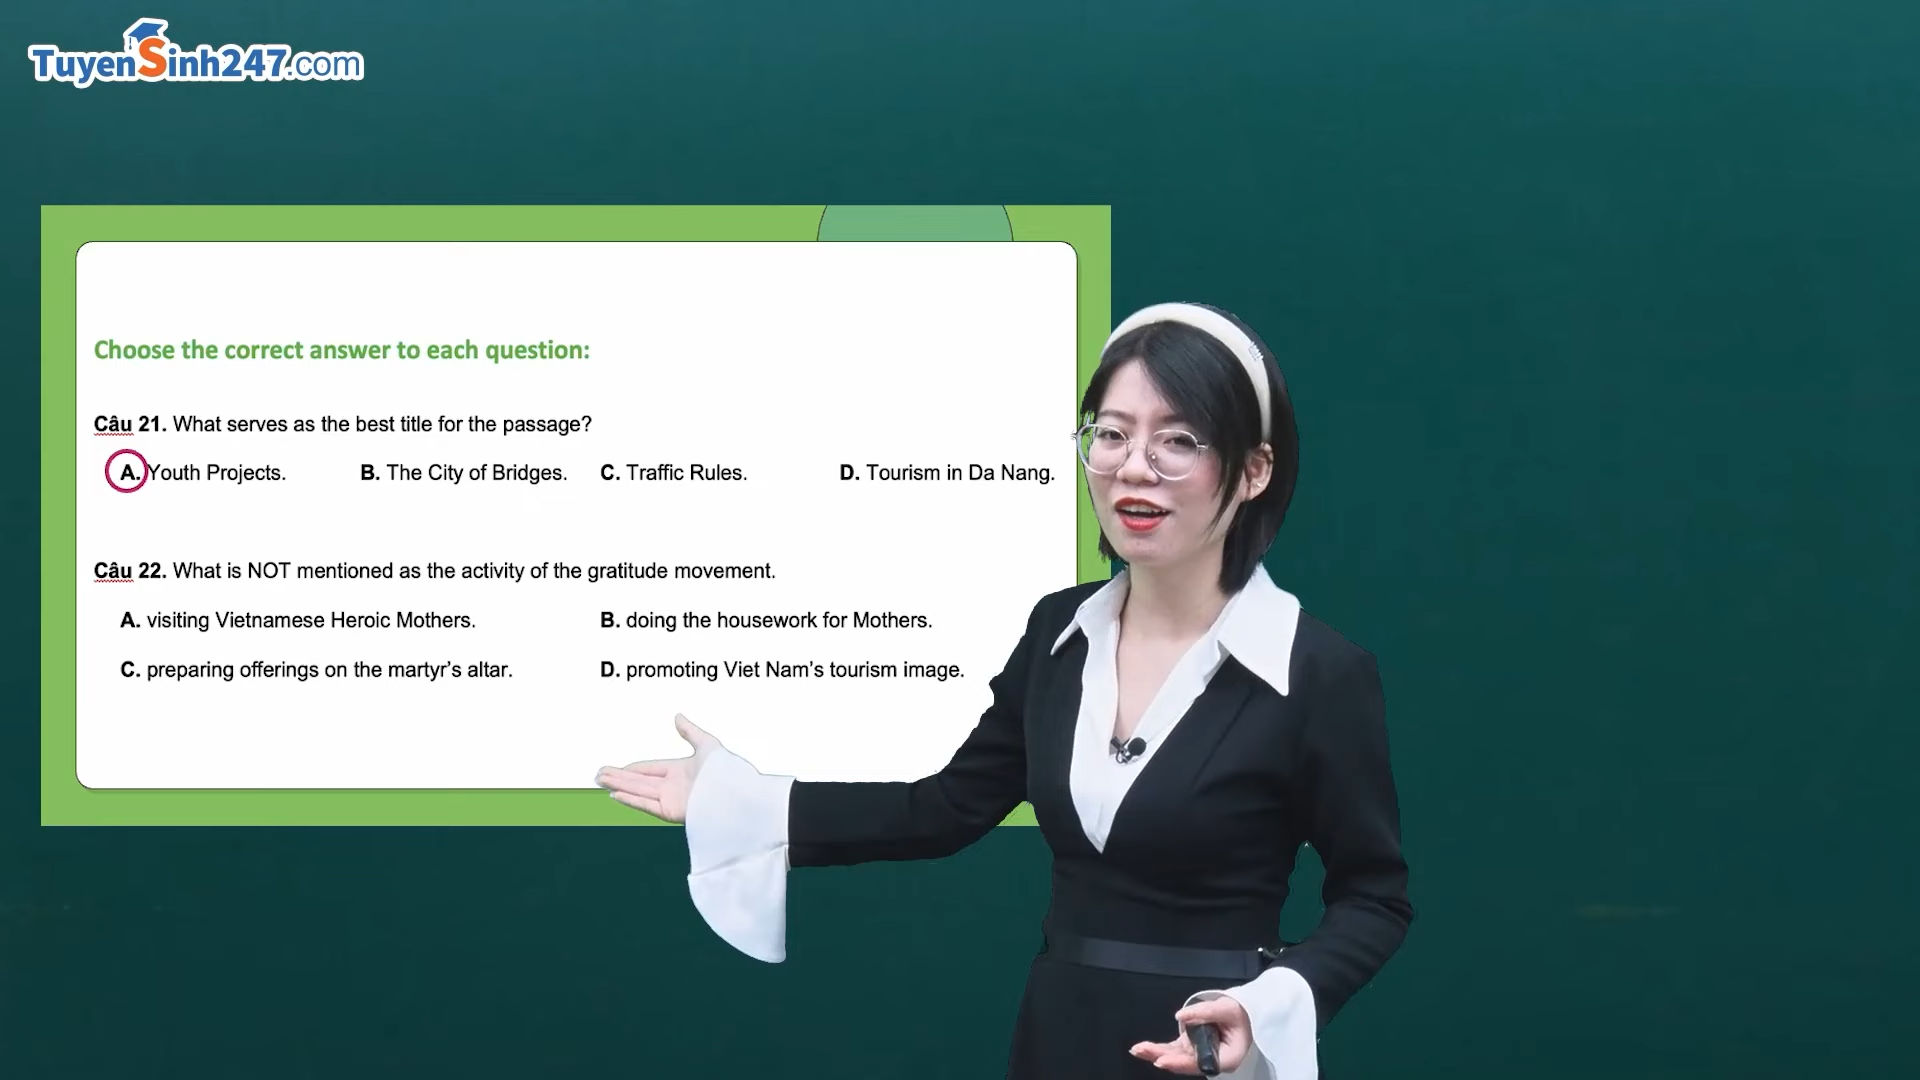 TuyenSinh247.com
Choose the correct answer to each question:
Câu 21. What serves as the best title for the passage?
A. Youth Projects. B. The City of Bridges. C. Traffic Rules. D. Tourism in Da Nang.
Câu 22. What is NOT mentioned as the activity of the gratitude movement.
A. visiting Vietnamese Heroic Mothers. B. doing the housework for Mothers.
C. preparing offerings on the martyr’s altar. D. promoting Viet Nam’s tourism image.